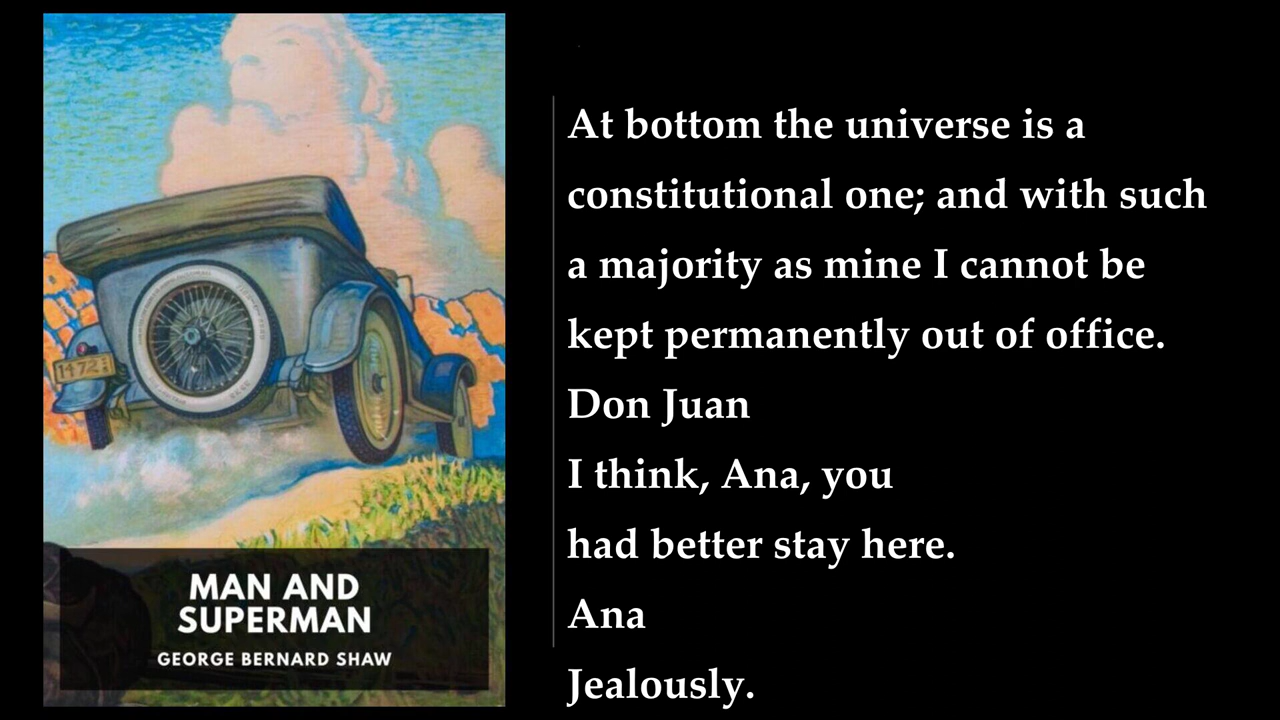 At bottom the universe is a
constitutional one; and with such
a majority as mine I cannot be
kept permanently out of office.
Don Juan
I think, Ana, you
had better stay here.
Ana
Jealously.
1472
MAN AND
SUPERMAN
GEORGE BERNARD SHAW